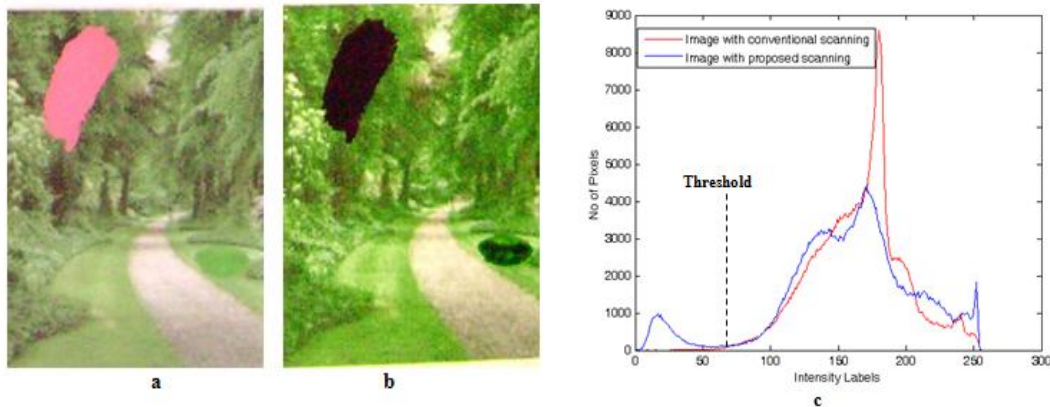 a
b
Image with conventional scanning
Image with proposed scanning
Threshold
No of Pixels
9000
8000
7000
6000
5000
4000
3000
2000
1000
0
0
50
100
150
200
250
300
Intensity Labels
c